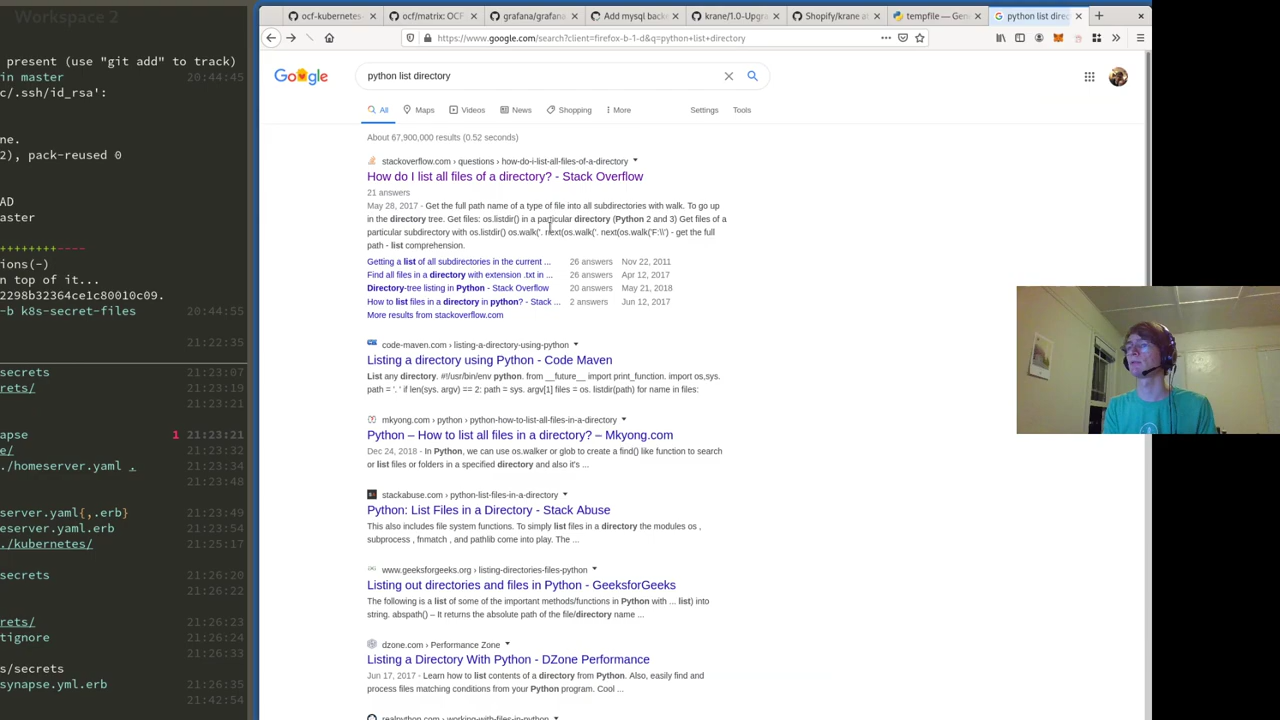 Workspace 2
present (use "git add" to track)
in master 20:44:45
c/.ssh/id_rsa':
ne.
2), pack-reused 0
AD
aster
++++++++----
ions(-)
n top of it...
2298b32364ce1c80010c09.
-b k8s-secret-files 20:44:55
21:22:35
secrets 21:23:07
rets/ 21:23:19
21:23:21
apse 1 21:23:21
e/ 21:23:32
./homeserver.yaml . 21:23:34
21:23:48
server.yaml{,.erb} 21:23:49
eserver.yaml.erb 21:23:54
./kubernetes/ 21:25:17
secrets 21:26:20
21:26:22
rets/ 21:26:23
tignore 21:26:24
21:26:33
s/secrets
synapse.yml.erb 21:26:35
21:42:54
ocf-kubernetes- ocf/matrix: OCF grafana/grafana Add mysql backe krane/1.0-Upgra Shopify/krane a tempfile — Gene python list direc
https://www.google.com/search?client=firefox-b-1-d&q=python+list+directory
Google python list directory
All Maps Videos News Shopping More Settings Tools
About 67,900,000 results (0.52 seconds)
stackoverflow.com › questions › how-do-i-list-all-files-of-a-directory
How do I list all files of a directory? - Stack Overflow
21 answers
May 28, 2017 - Get the full path name of a type of file into all subdirectories with walk. To go up
in the directory tree. Get files: os.listdir() in a particular directory (Python 2 and 3) Get files of a
particular subdirectory with os.listdir() os.walk('. next(os.walk('. next(os.walk('F:\\') - get the full
path - list comprehension.
Getting a list of all subdirectories in the current ... 26 answers Nov 22, 2011
Find all files in a directory with extension .txt in ... 26 answers Apr 12, 2017
Directory-tree listing in Python - Stack Overflow 20 answers May 21, 2018
How to list files in a directory in python? - Stack ... 2 answers Jun 12, 2017
More results from stackoverflow.com
code-maven.com › listing-a-directory-using-python
Listing a directory using Python - Code Maven
List any directory. #!/usr/bin/env python. from __future__ import print_function. import os,sys.
path = '. ' if len(sys. argv) == 2: path = sys. argv[1] files = os. listdir(path) for name in files:
mkyong.com › python › python-how-to-list-all-files-in-a-directory
Python – How to list all files in a directory? – Mkyong.com
Dec 24, 2018 - In Python, we can use os.walker or glob to create a find() like function to search
or list files or folders in a specified directory and also it's ...
stackabuse.com › python-list-files-in-a-directory
Python: List Files in a Directory - Stack Abuse
This also includes file system functions. To simply list files in a directory the modules os ,
subprocess , fnmatch , and pathlib come into play. The ...
www.geeksforgeeks.org › listing-directories-files-python
Listing out directories and files in Python - GeeksforGeeks
The following is a list of some of the important methods/functions in Python with ... list) into
string. abspath() – It returns the absolute path of the file/directory name ...
dzone.com › Performance Zone
Listing a Directory With Python - DZone Performance
Jun 17, 2017 - Learn how to list contents of a directory from Python. Also, easily find and
process files matching conditions from your Python program. Cool ...
realpython.com › working-with-files-in-python